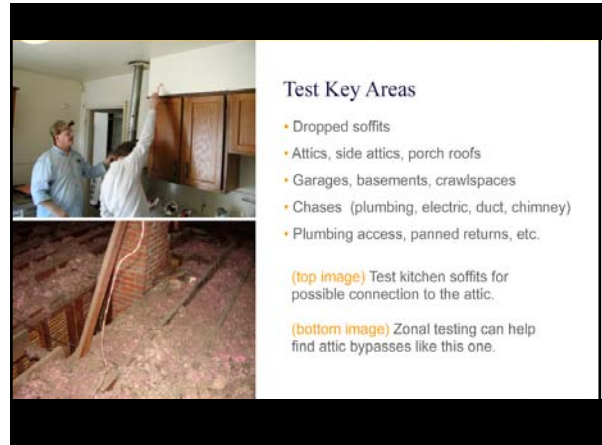 Test Key Areas
• Dropped soffits
• Attics, side attics, porch roofs
• Garages, basements, crawlspaces
• Chases (plumbing, electric, duct, chimney)
• Plumbing access, panned returns, etc.
(top image) Test kitchen soffits for
possible connection to the attic.
(bottom image) Zonal testing can help
find attic bypasses like this one.